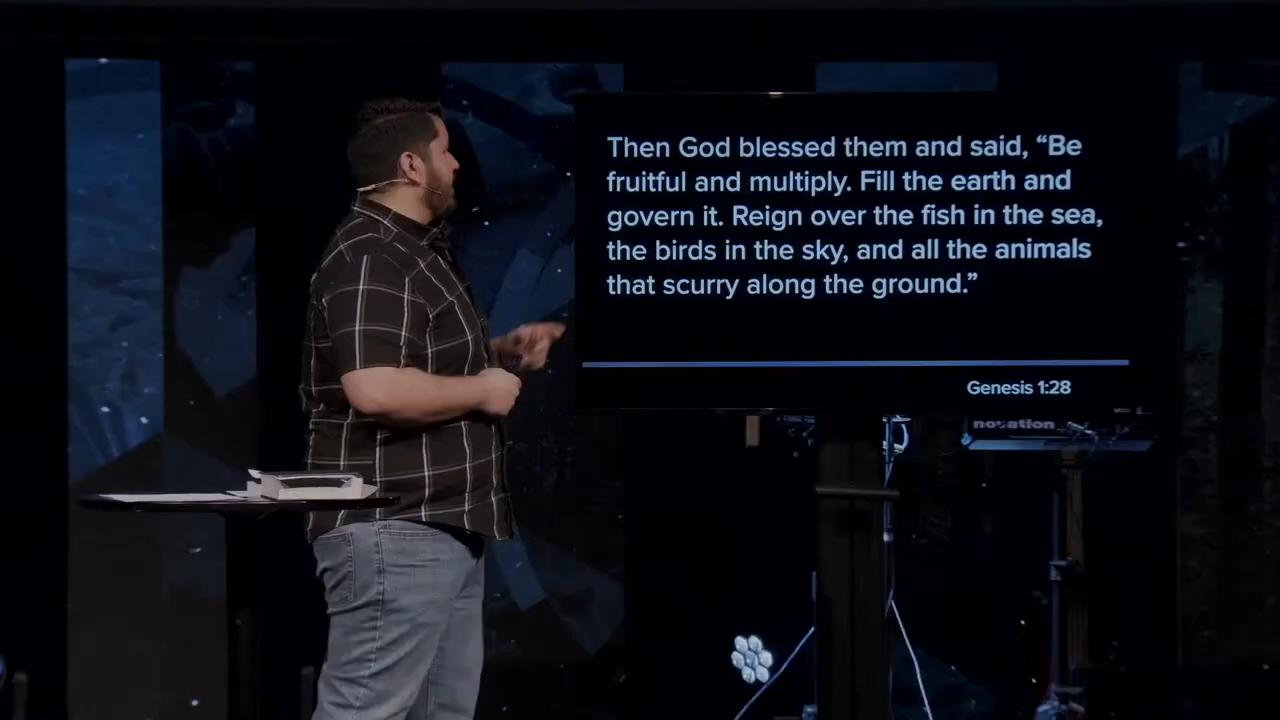 Then God blessed them and said, “Be
fruitful and multiply. Fill the earth and
govern it. Reign over the fish in the sea,
the birds in the sky, and all the animals
that scurry along the ground.”
Genesis 1:28
novation